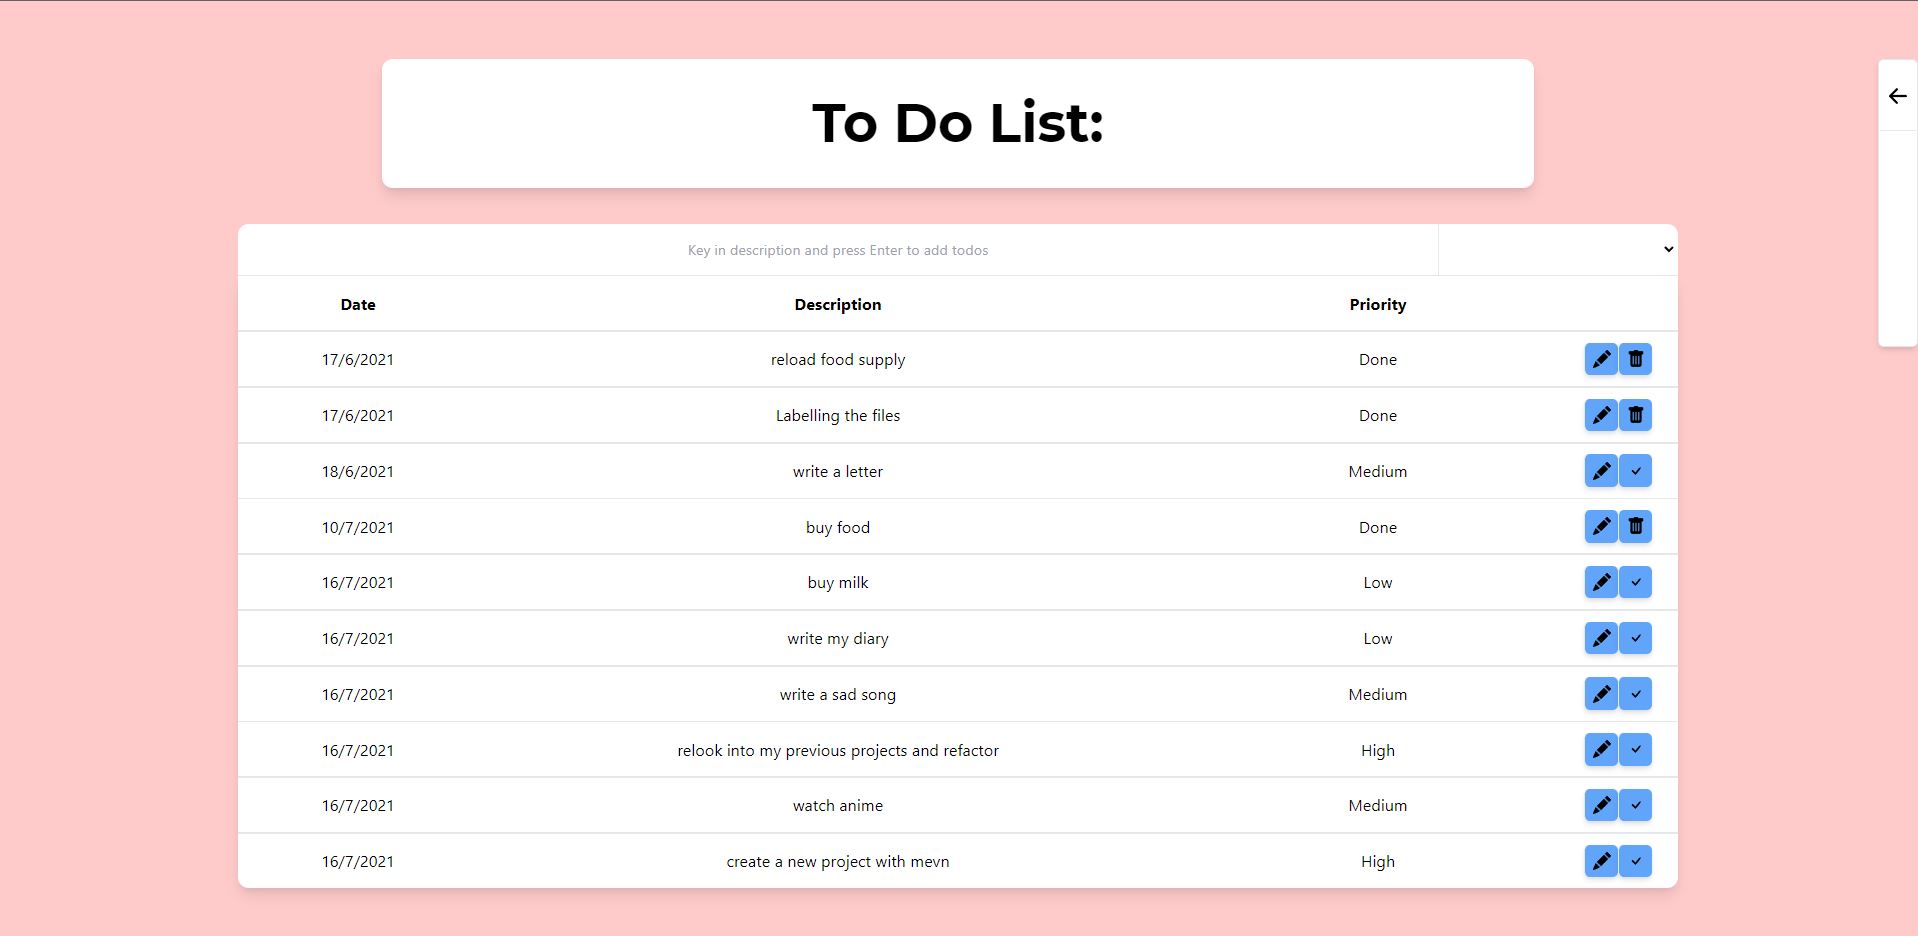 To Do List:
Key in description and press Enter to add todos
Date Description Priority
17/6/2021 reload food supply Done
17/6/2021 Labelling the files Done
18/6/2021 write a letter Medium
10/7/2021 buy food Done
16/7/2021 buy milk Low
16/7/2021 write my diary Low
16/7/2021 write a sad song Medium
16/7/2021 relook into my previous projects and refactor High
16/7/2021 watch anime Medium
16/7/2021 create a new project with mevn High